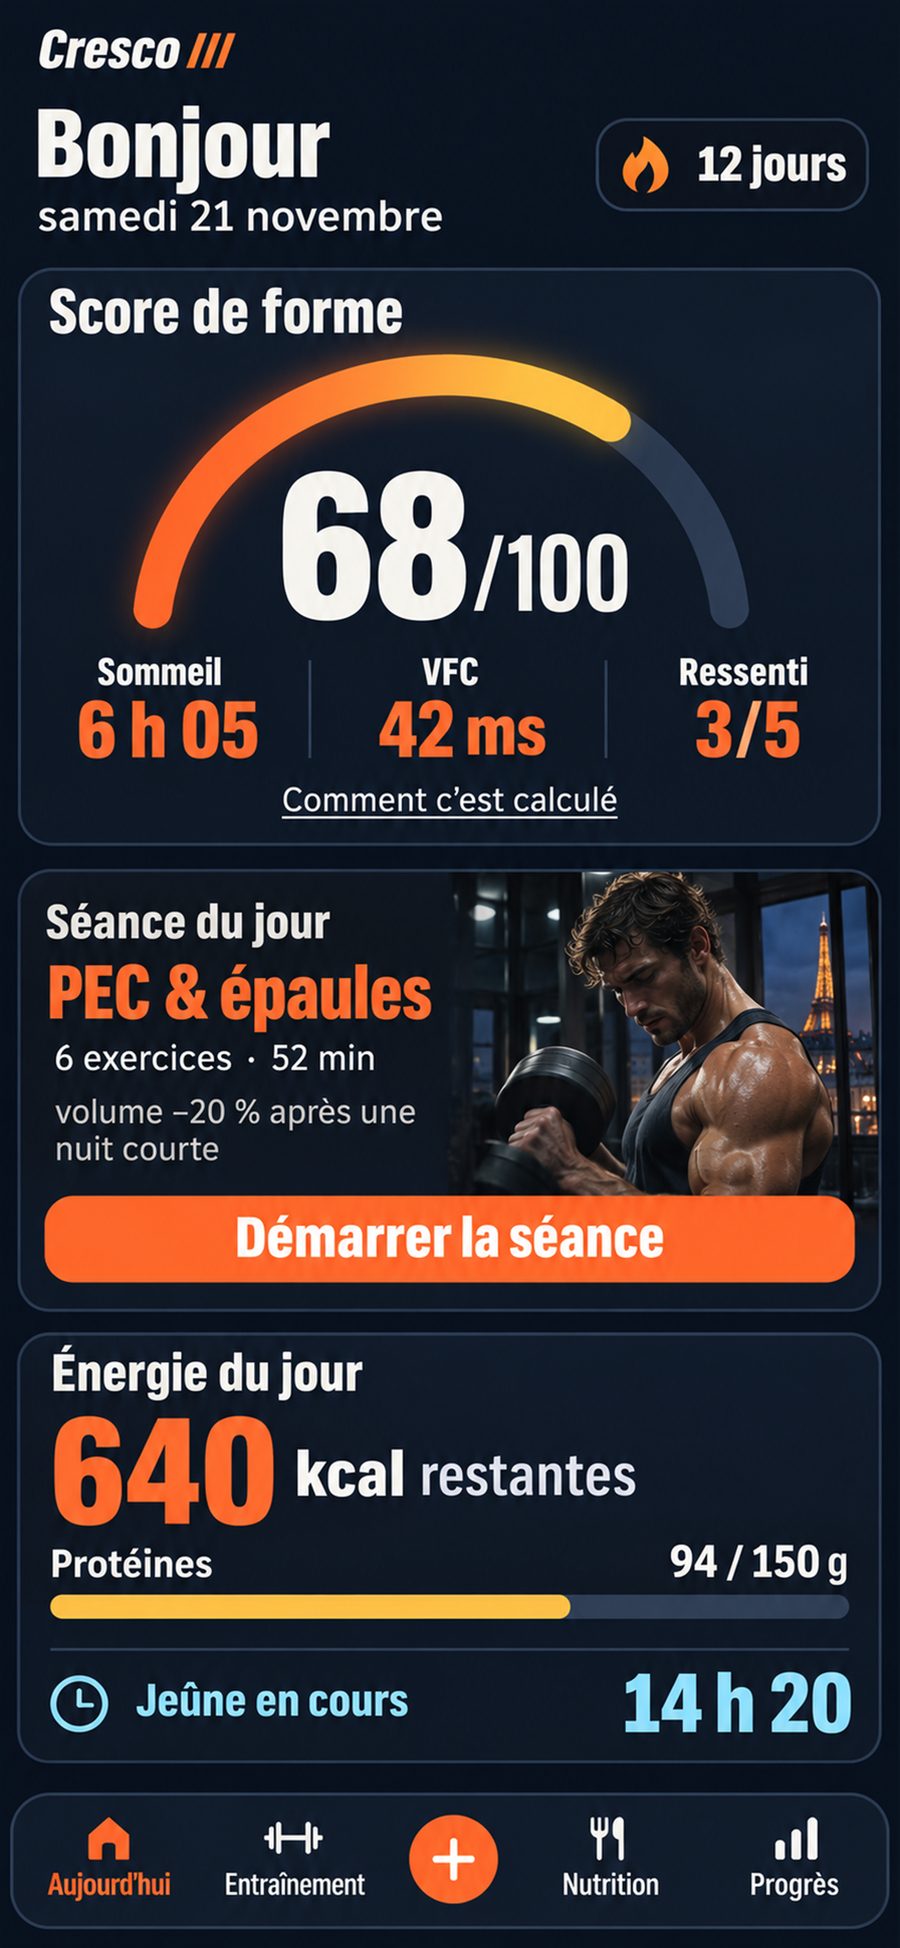 Cresco ///
Bonjour
samedi 21 novembre
12 jours
Score de forme
68/100
Sommeil
6 h 05
VFC
42 ms
Ressenti
3/5
Comment c’est calculé
Séance du jour
PEC & épaules
6 exercices · 52 min
volume –20 % après une
nuit courte
Démarrer la séance
Énergie du jour
640 kcal restantes
Protéines
94 / 150 g
Jeûne en cours
14 h 20
Aujourd’hui
Entraînement
Nutrition
Progrès